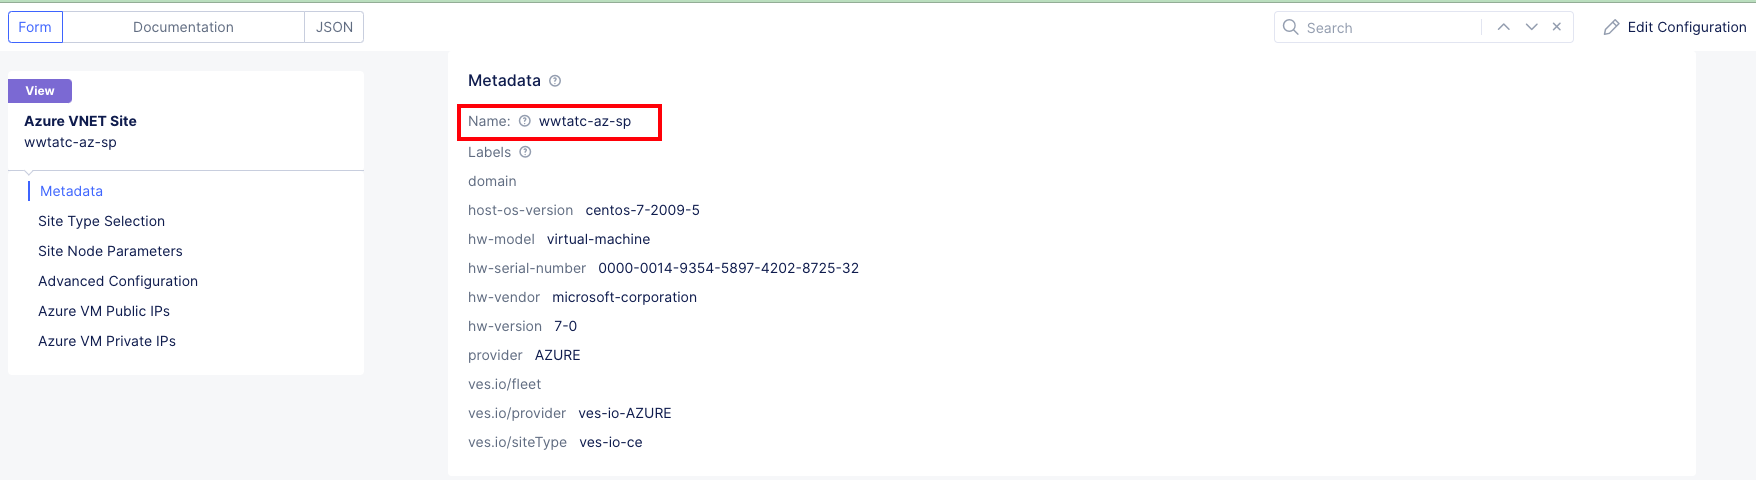 Form Documentation JSON
Search
Edit Configuration
View
Azure VNET Site
wwtatc-az-sp
Metadata
Site Type Selection
Site Node Parameters
Advanced Configuration
Azure VM Public IPs
Azure VM Private IPs
Metadata
Name: wwtatc-az-sp
Labels
domain
host-os-version centos-7-2009-5
hw-model virtual-machine
hw-serial-number 0000-0014-9354-5897-4202-8725-32
hw-vendor microsoft-corporation
hw-version 7-0
provider AZURE
ves.io/fleet
ves.io/provider ves-io-AZURE
ves.io/siteType ves-io-ce